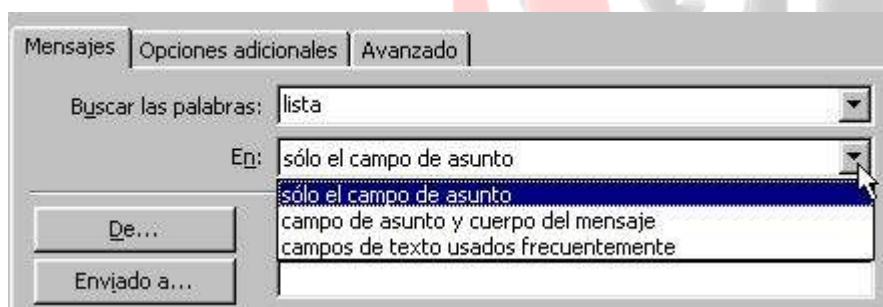 Mensajes Opciones adicionales Avanzado
Buscar las palabras: lista
En: sólo el campo de asunto
sólo el campo de asunto
campo de asunto y cuerpo del mensaje
De...
campos de texto usados frecuentemente
Enviado a...